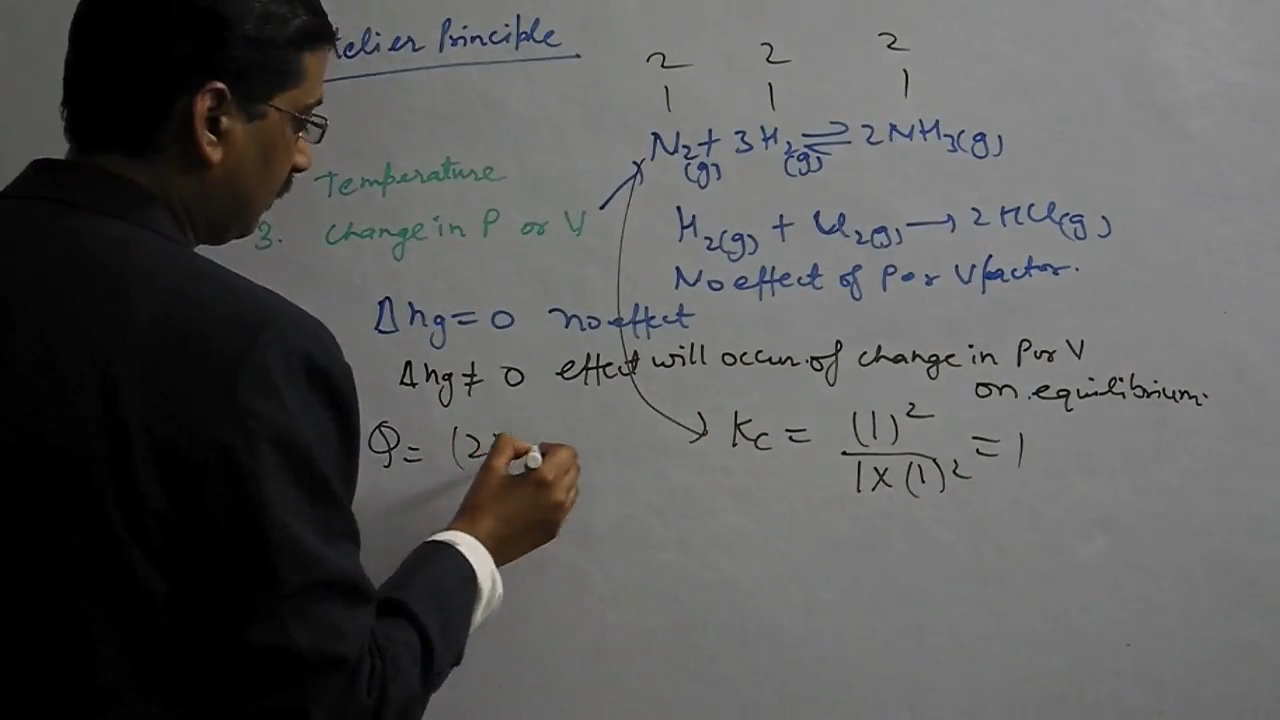 telier Principle
2 2 2
1 1 1
N₂(g) + 3H₂(g) ⇌ 2NH₃(g)
Temperature
3. Change in P or V
H₂(g) + Cl₂(g) → 2HCl(g)
No effect of P or V factor.
Δng = 0 no effect
Δng ≠ 0 effect will occur of change in P or V
on equilibrium.
Kc = (1)² / 1 × (1)² = 1
Q = (2)